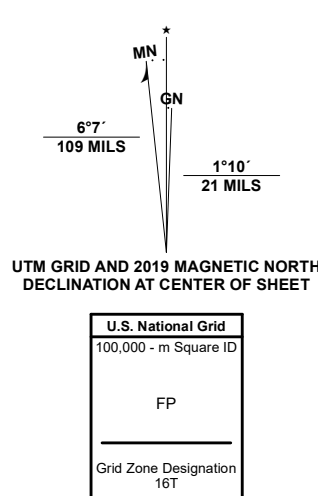 ★
MN
GN
6°7´
109 MILS
1°10´
21 MILS
UTM GRID AND 2019 MAGNETIC NORTH
DECLINATION AT CENTER OF SHEET
U.S. National Grid
100,000 - m Square ID
FP
Grid Zone Designation
16T